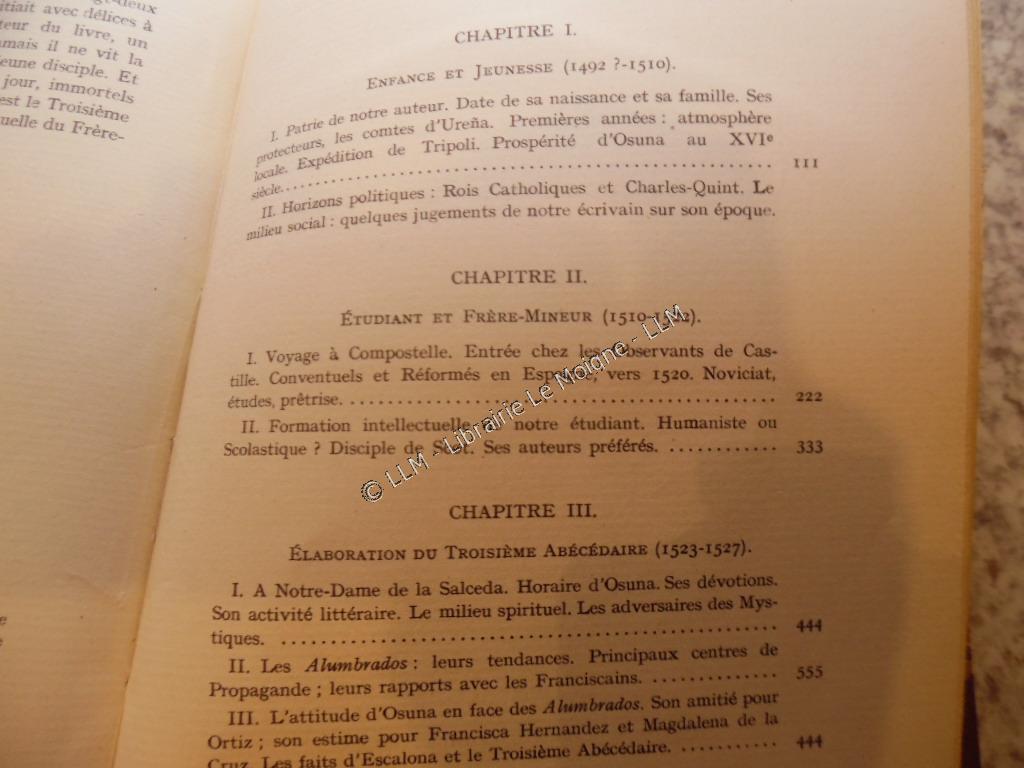 gt-deux
itiait avec délices à
teur du livre, un
amais il ne vit la
eune disciple. Et
jour, immortels
est le Troisième
uelle du Frère-
CHAPITRE I.
ENFANCE ET JEUNESSE (1492 ?-1510).
I. Patrie de notre auteur. Date de sa naissance et sa famille. Ses
protecteurs, les comtes d'Ureña. Premières années : atmosphère
locale. Expédition de Tripoli. Prospérité d'Osuna au XVIe
siècle. 111
II. Horizons politiques : Rois Catholiques et Charles-Quint. Le
milieu social : quelques jugements de notre écrivain sur son époque.
CHAPITRE II.
ÉTUDIANT ET FRÈRE-MINEUR (1510-1522).
I. Voyage à Compostelle. Entrée chez les Observants de Cas-
tille. Conventuels et Réformés en Espagne, vers 1520. Noviciat,
études, prêtrise. 222
II. Formation intellectuelle notre étudiant. Humaniste ou
Scolastique ? Disciple de Scot. Ses auteurs préférés. 333
CHAPITRE III.
ÉLABORATION DU TROISIÈME ABÉCÉDAIRE (1523-1527).
I. A Notre-Dame de la Salceda. Horaire d'Osuna. Ses dévotions.
Son activité littéraire. Le milieu spirituel. Les adversaires des Mys-
tiques. 444
II. Les Alumbrados : leurs tendances. Principaux centres de
Propagande ; leurs rapports avec les Franciscains. 555
III. L'attitude d'Osuna en face des Alumbrados. Son amitié pour
Ortiz ; son estime pour Francisca Hernandez et Magdalena de la
Cruz. Les faits d'Escalona et le Troisième Abécédaire. 444
© LLM - Librairie Le Moigne - LLM